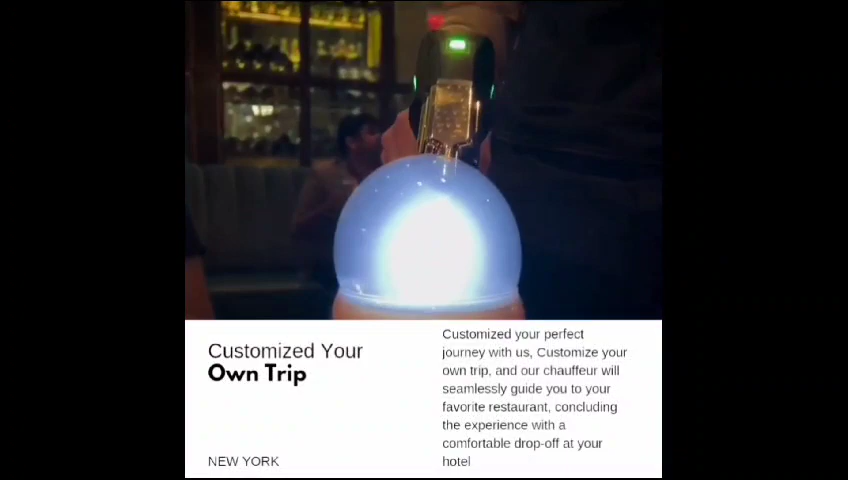 Customized Your
Own Trip
NEW YORK
Customized your perfect
journey with us, Customize your
own trip, and our chauffeur will
seamlessly guide you to your
favorite restaurant, concluding
the experience with a
comfortable drop-off at your
hotel